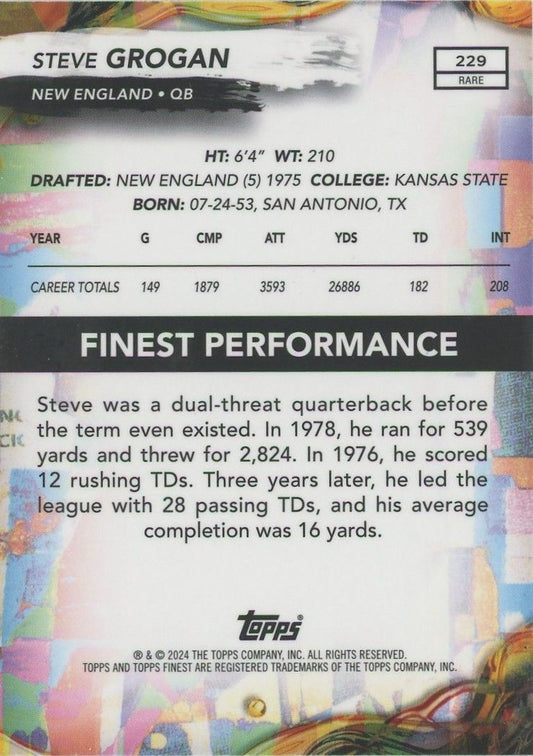 STEVE GROGAN
229
RARE
NEW ENGLAND • QB
HT: 6'4" WT: 210
DRAFTED: NEW ENGLAND (5) 1975 COLLEGE: KANSAS STATE
BORN: 07-24-53, SAN ANTONIO, TX
YEAR G CMP ATT YDS TD INT
CAREER TOTALS 149 1879 3593 26886 182 208
FINEST PERFORMANCE
Steve was a dual-threat quarterback before
the term even existed. In 1978, he ran for 539
yards and threw for 2,824. In 1976, he scored
12 rushing TDs. Three years later, he led the
league with 28 passing TDs, and his average
completion was 16 yards.
TOPPS®
® & © 2024 THE TOPPS COMPANY, INC. ALL RIGHTS RESERVED.
TOPPS AND TOPPS FINEST ARE REGISTERED TRADEMARKS OF THE TOPPS COMPANY, INC.